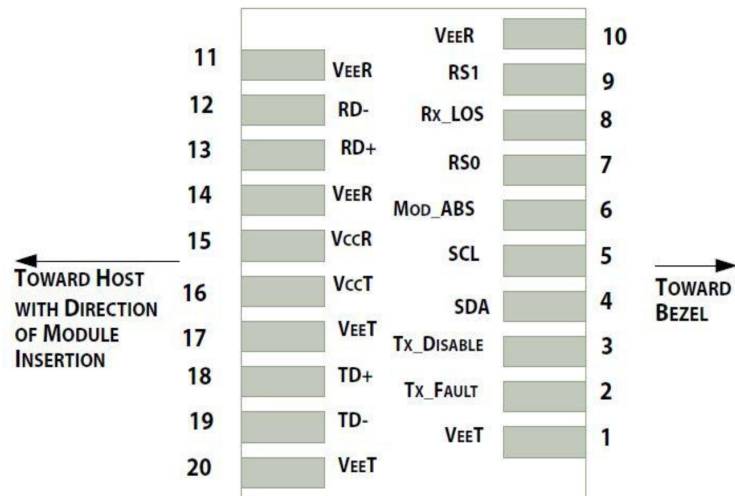 11 VEER
12 RD-
13 RD+
14 VEER
15 VCCR
16 VCCT
17 VEET
18 TD+
19 TD-
20 VEET
VEER 10
RS1 9
RX_LOS 8
RS0 7
MOD_ABS 6
SCL 5
SDA 4
TX_DISABLE 3
TX_FAULT 2
VEET 1
TOWARD HOST
WITH DIRECTION
OF MODULE
INSERTION
TOWARD
BEZEL